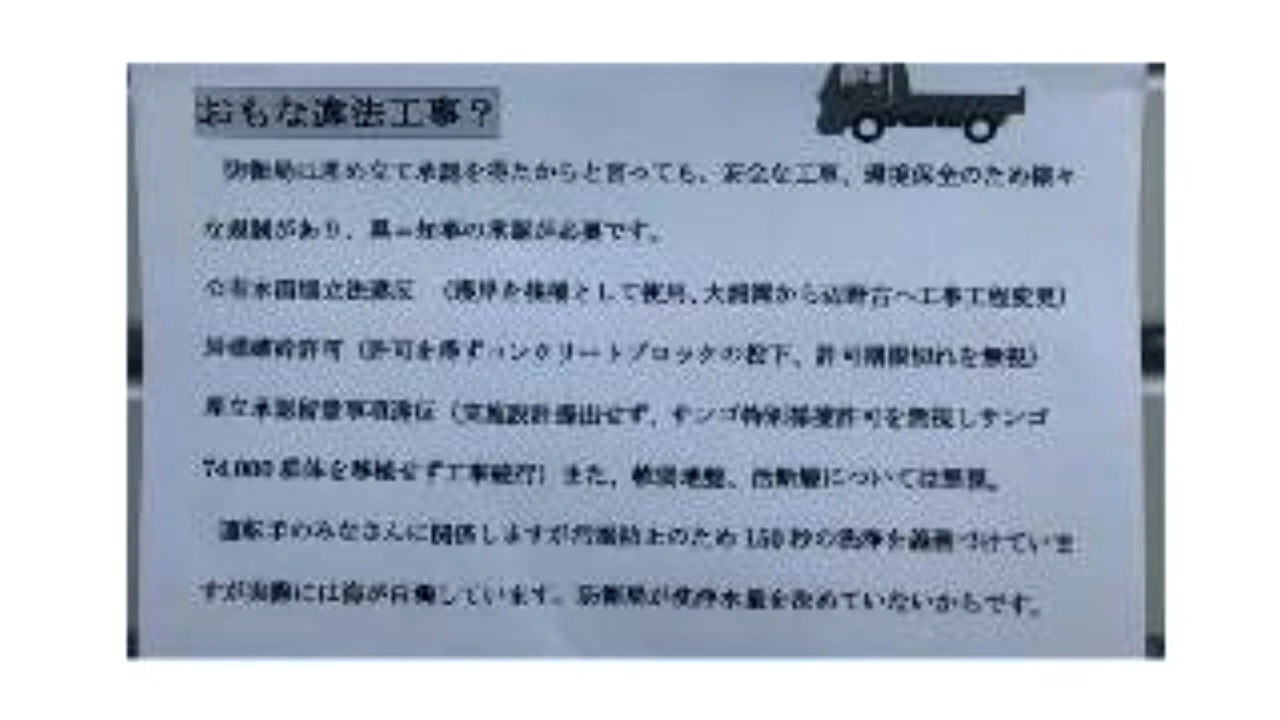 おもな違法工事？
防衛局は埋め立て承認を得たからと言っても、安全な工事、環境保全のため様々
な規制があり、県知事の承認が必要です。
公有水面埋立法違反（護岸を桟橋として使用、大浦湾から辺野古へ工事工程変更）
岩礁破砕許可（許可を得ずコンクリートブロックの投下、許可期限切れを無視）
埋立承認留意事項違反（実施設計提出せず、サンゴ特別採捕許可を無視しサンゴ
74,000群体を移植せず工事続行）また、軟弱地盤、活断層については無視。
運転手のみなさんに関係しますが汚濁防止のため150秒の洗浄を義務づけていま
すが実際には海が白濁しています。防衛局が洗浄水量を決めていないからです。